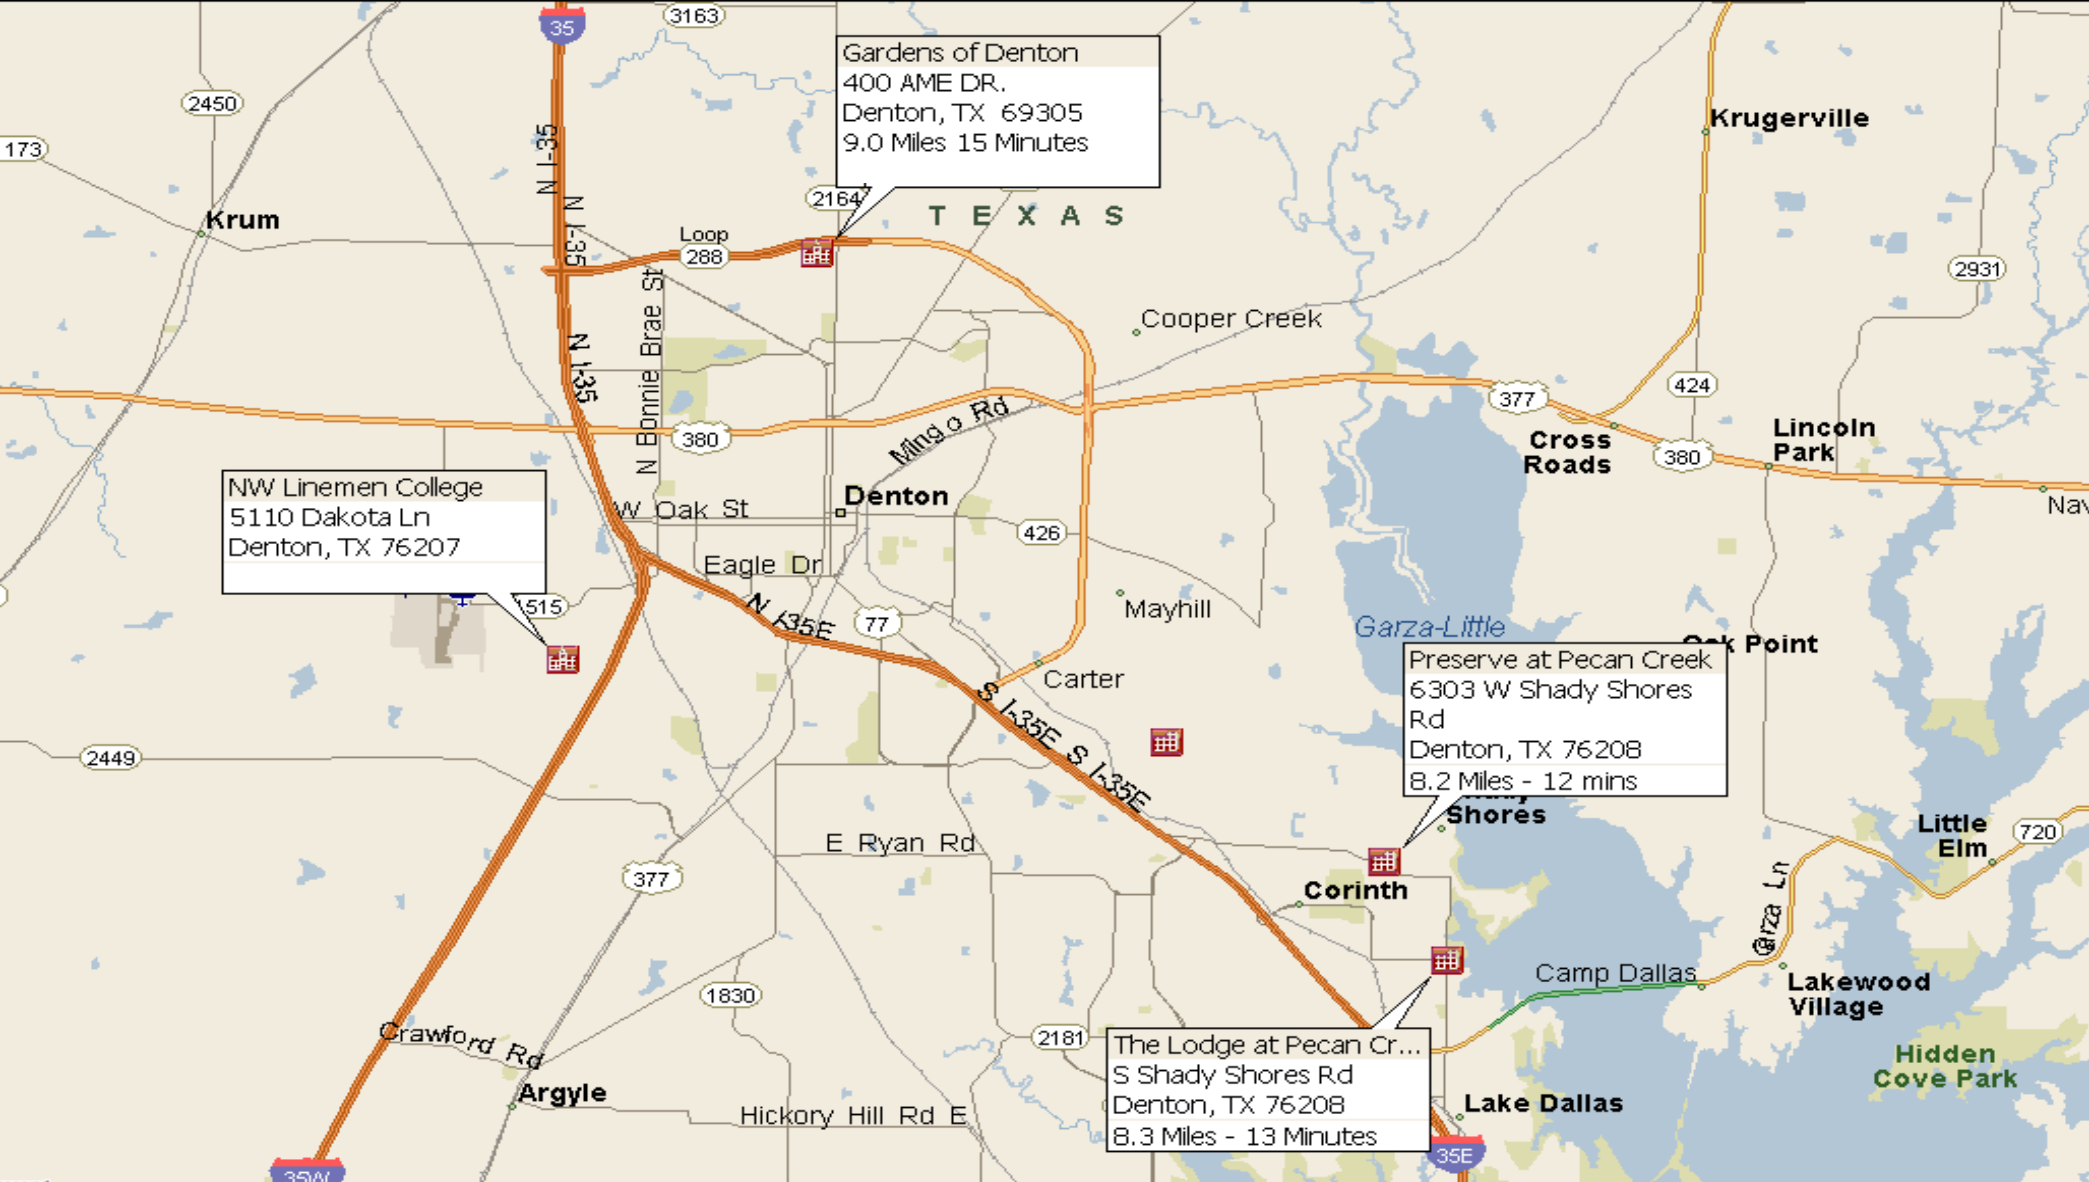 35
3163
Gardens of Denton
400 AME DR.
Denton, TX  69305
9.0 Miles 15 Minutes
2450
173
Krugerville
N I-35
Krum
N I-35
2164
T E X A S
Loop
288
2931
N Bonnie Brae St
Cooper Creek
N I-35
377
424
Mingo Rd
380
Cross
Roads
380
Lincoln
Park
NW Linemen College
5110 Dakota Ln
Denton, TX 76207
W Oak St
Denton
426
Nav
Eagle Dr
1515
N I-35E
77
Mayhill
Garza-Little
Oak Point
Carter
Preserve at Pecan Creek
6303 W Shady Shores
Rd
Denton, TX 76208
8.2 Miles - 12 mins
S I-35E
S I-35E
2449
Shores
E Ryan Rd
Little
Elm
720
377
Corinth
Garza Ln
Camp Dallas
Lakewood
Village
1830
Crawford Rd
2181
The Lodge at Pecan Cr...
S Shady Shores Rd
Denton, TX 76208
8.3 Miles - 13 Minutes
Hidden
Cove Park
Argyle
Hickory Hill Rd E
Lake Dallas
35E
35W